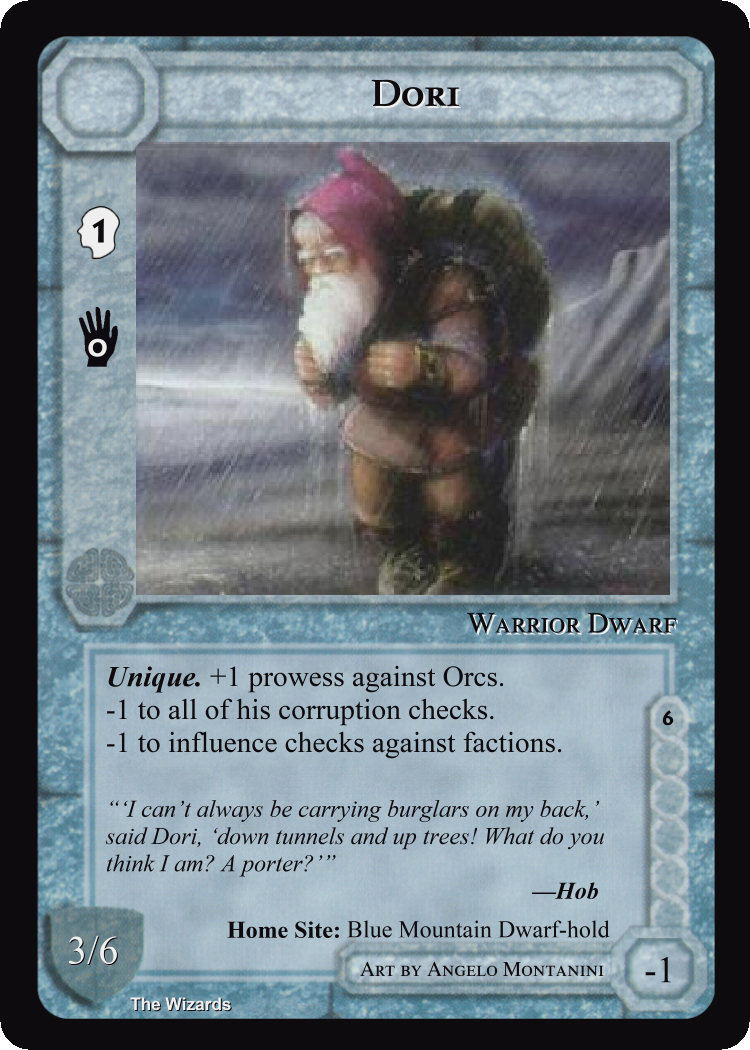 Dori
1
0
Warrior Dwarf
Unique. +1 prowess against Orcs.
-1 to all of his corruption checks.
-1 to influence checks against factions.
6
“‘I can’t always be carrying burglars on my back,’
said Dori, ‘down tunnels and up trees! What do you
think I am? A porter?’”
—Hob
Home Site: Blue Mountain Dwarf-hold
3/6
Art by Angelo Montanini
-1
The Wizards